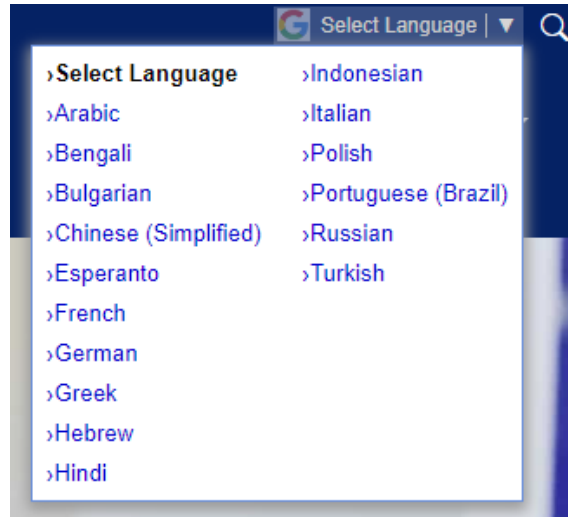 Select Language | ▼
›Select Language
›Arabic
›Bengali
›Bulgarian
›Chinese (Simplified)
›Esperanto
›French
›German
›Greek
›Hebrew
›Hindi
›Indonesian
›Italian
›Polish
›Portuguese (Brazil)
›Russian
›Turkish